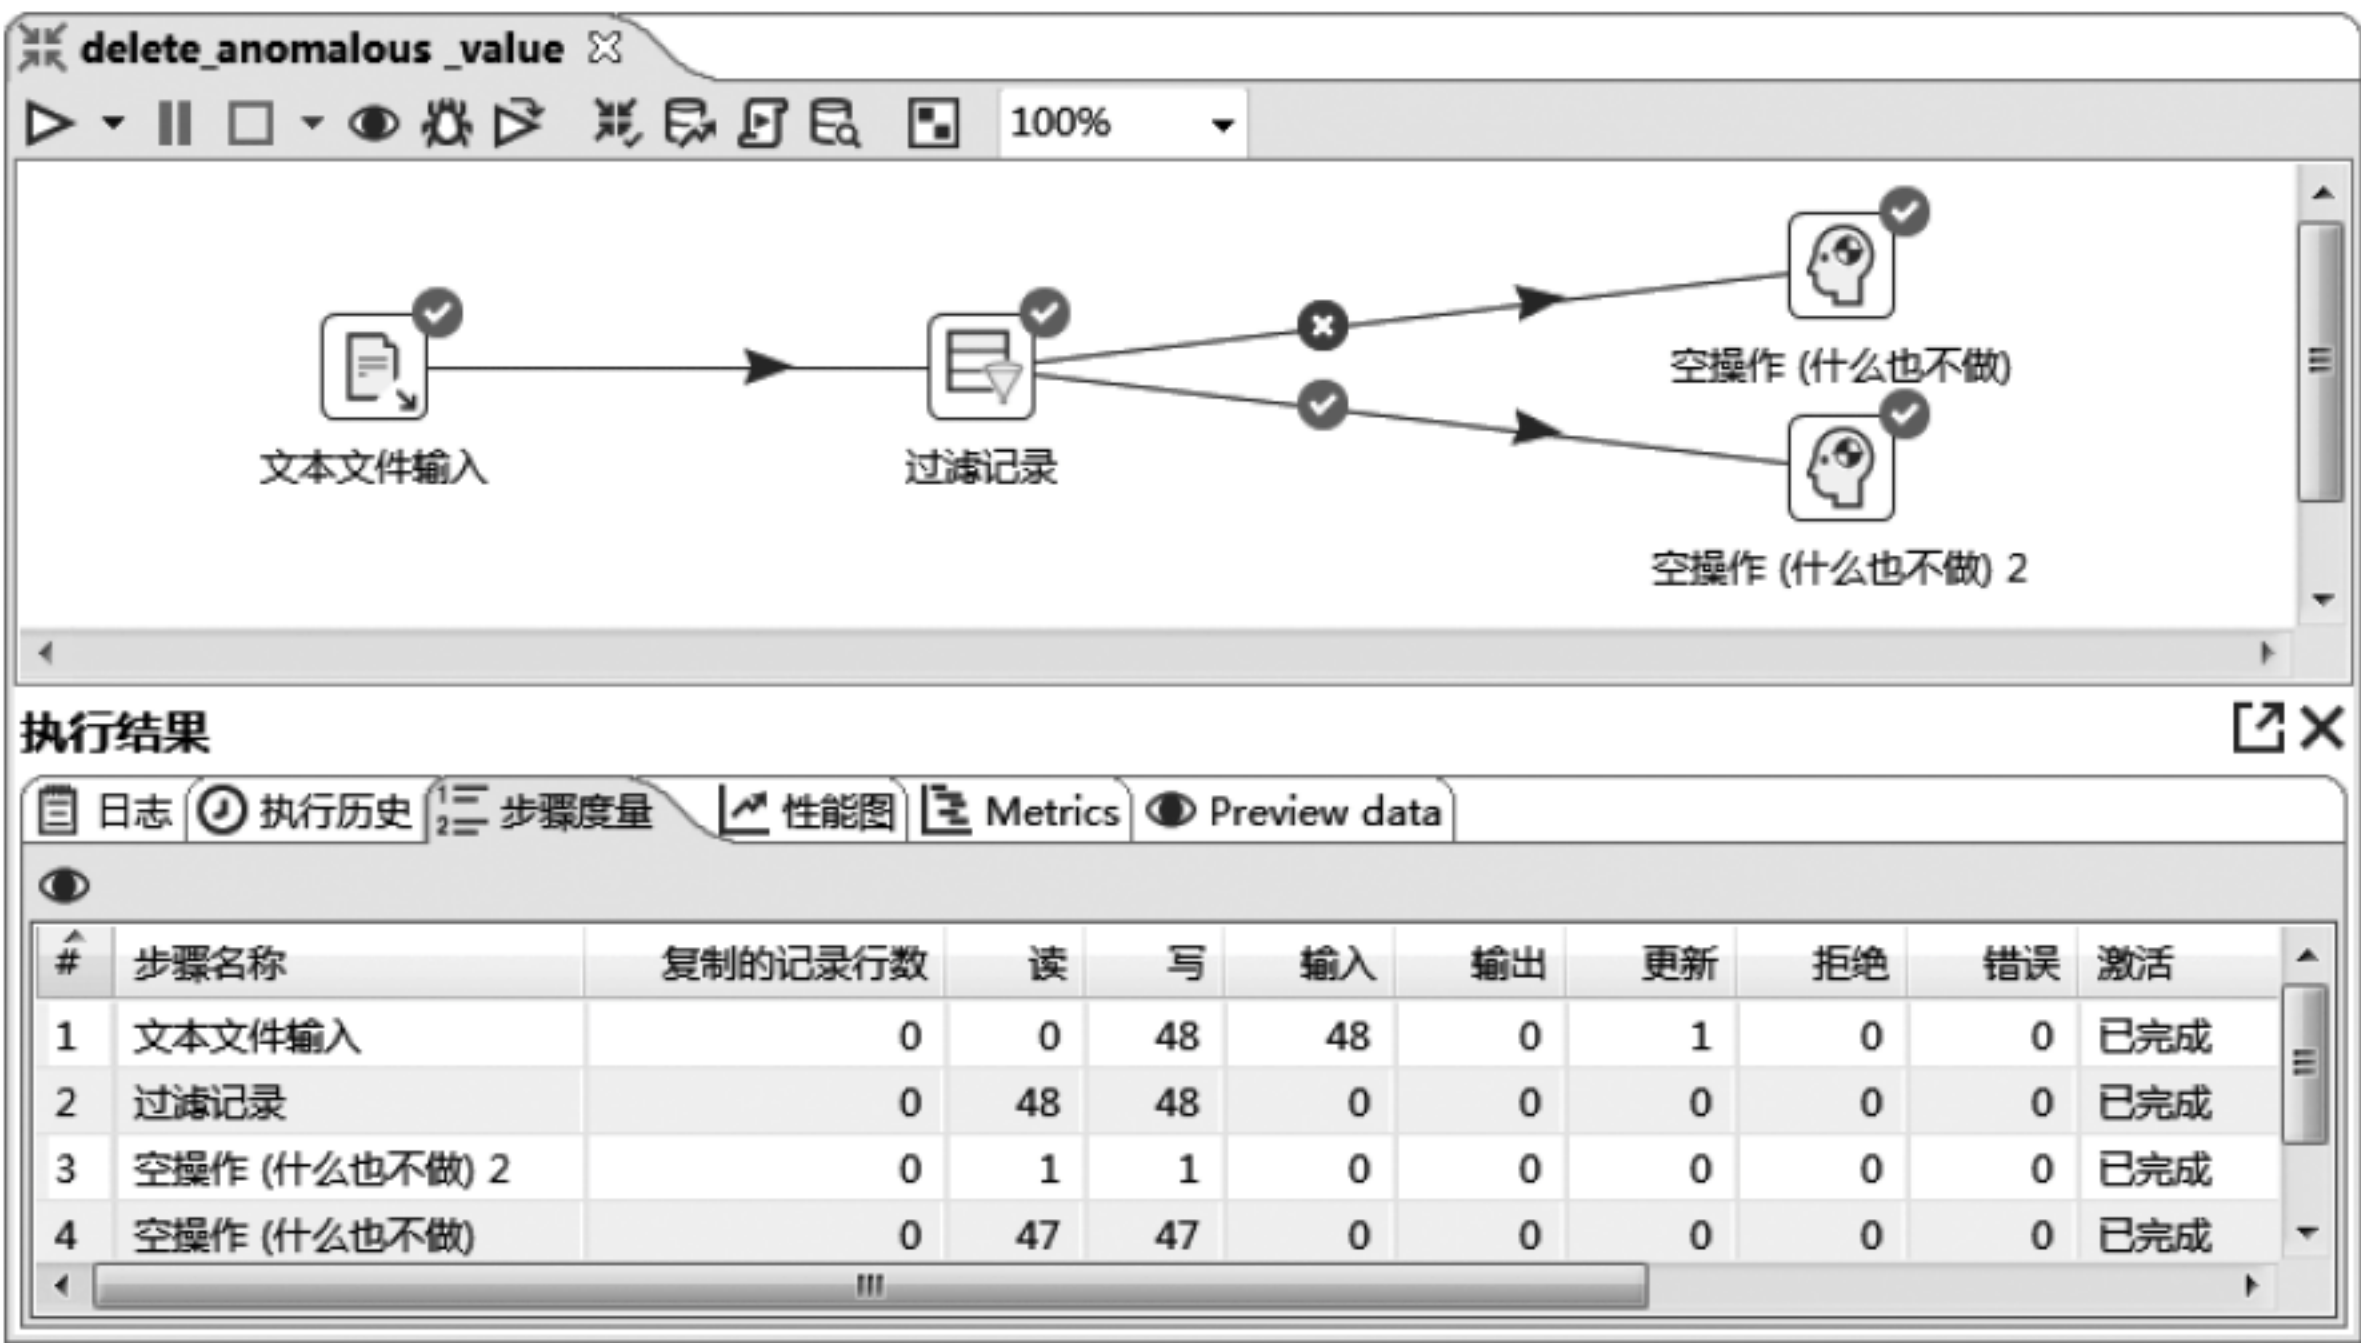 delete_anomalous _value
100%
空操作 (什么也不做)
文本文件输入
过滤记录
空操作 (什么也不做) 2
执行结果
日志 执行历史 步骤度量 性能图 Metrics Preview data
# 步骤名称 复制的记录行数 读 写 输入 输出 更新 拒绝 错误 激活
1 文本文件输入 0 0 48 48 0 1 0 0 已完成
2 过滤记录 0 48 48 0 0 0 0 0 已完成
3 空操作 (什么也不做) 2 0 1 1 0 0 0 0 0 已完成
4 空操作 (什么也不做) 0 47 47 0 0 0 0 0 已完成